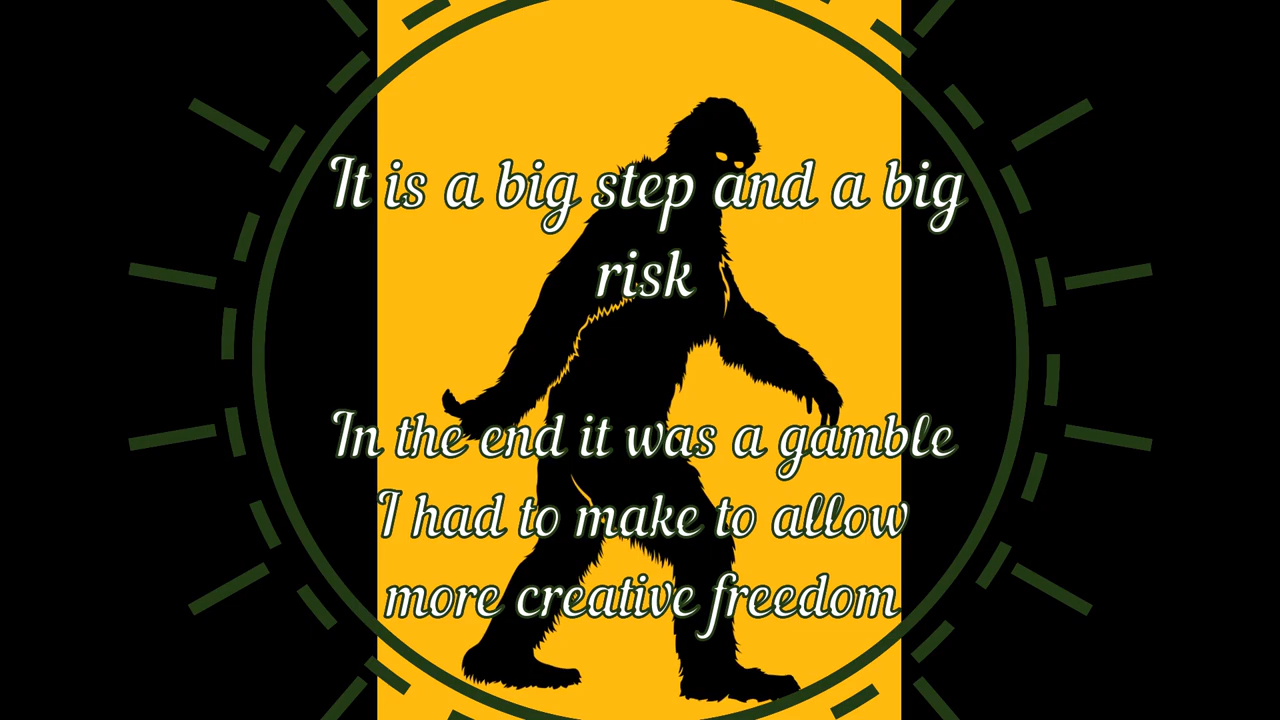 It is a big step and a big
risk
In the end it was a gamble
I had to make to allow
more creative freedom